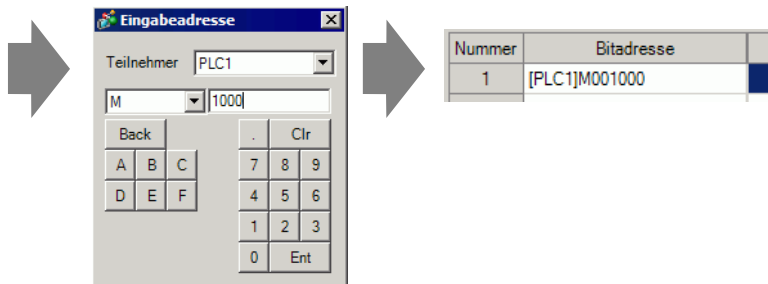 Eingabeadresse
Teilnehmer PLC1
M 1000
Back . Clr
A B C 7 8 9
D E F 4 5 6
1 2 3
0 Ent
Nummer Bitadresse
1 [PLC1]M001000